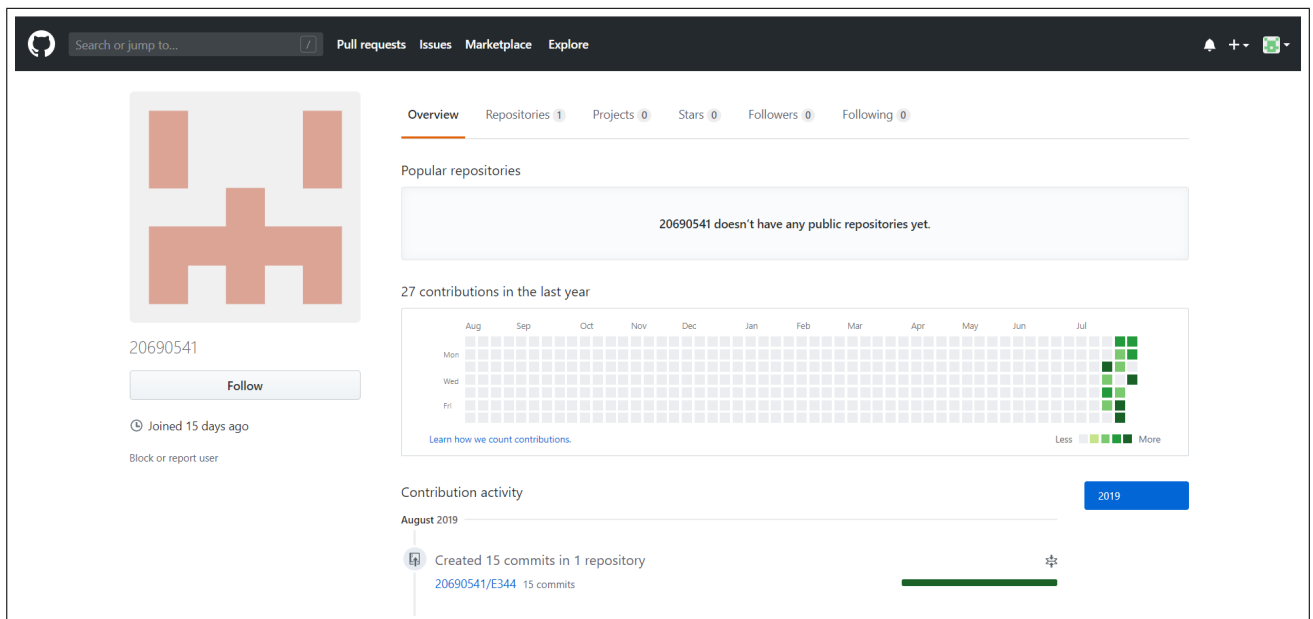 Search or jump to... / Pull requests Issues Marketplace Explore
Overview Repositories 1 Projects 0 Stars 0 Followers 0 Following 0
Popular repositories
20690541 doesn't have any public repositories yet.
27 contributions in the last year
Aug Sep Oct Nov Dec Jan Feb Mar Apr May Jun Jul
Mon
Wed
Fri
Learn how we count contributions. Less More
20690541
Follow
Joined 15 days ago
Block or report user
Contribution activity
2019
August 2019
Created 15 commits in 1 repository
20690541/E344 15 commits